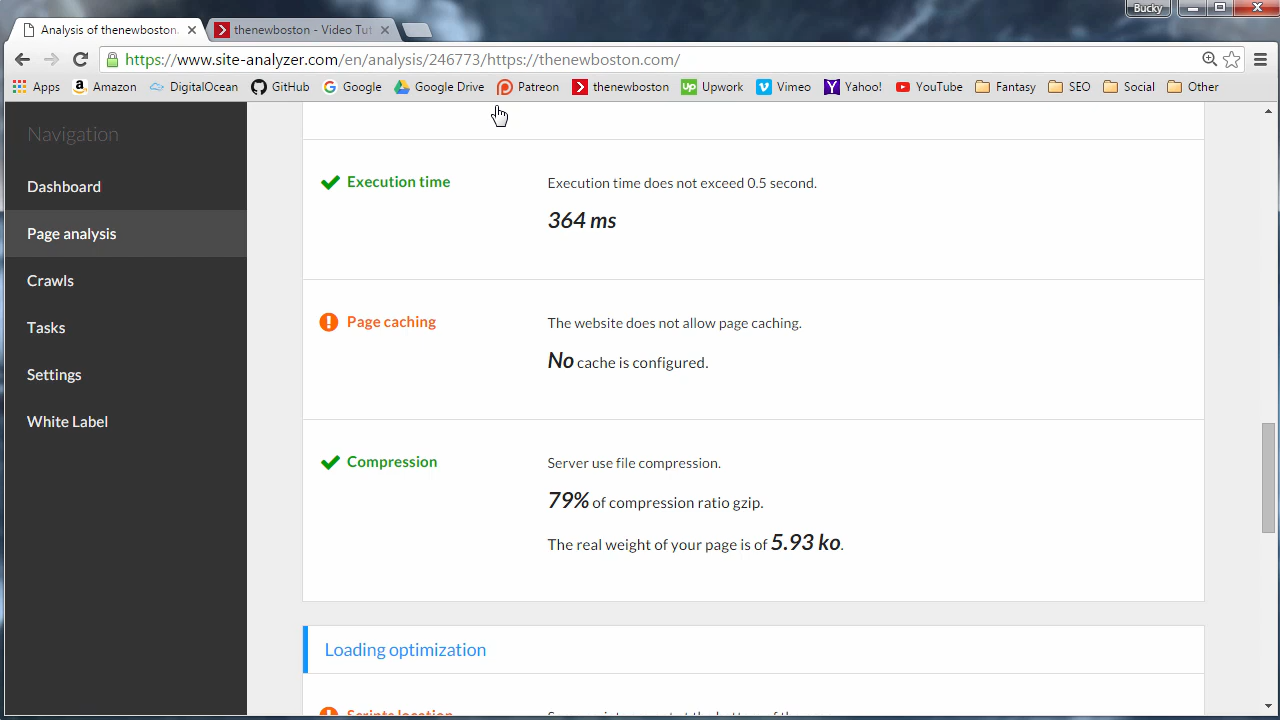 Bucky
Analysis of thenewboston.
thenewboston - Video Tut
https://www.site-analyzer.com/en/analysis/246773/https://thenewboston.com/
Apps Amazon DigitalOcean GitHub Google Google Drive Patreon thenewboston Upwork Vimeo Yahoo! YouTube Fantasy SEO Social Other
Navigation
Dashboard
Page analysis
Crawls
Tasks
Settings
White Label
Execution time
Execution time does not exceed 0.5 second.
364 ms
Page caching
The website does not allow page caching.
No cache is configured.
Compression
Server use file compression.
79% of compression ratio gzip.
The real weight of your page is of 5.93 ko.
Loading optimization
Scripts location